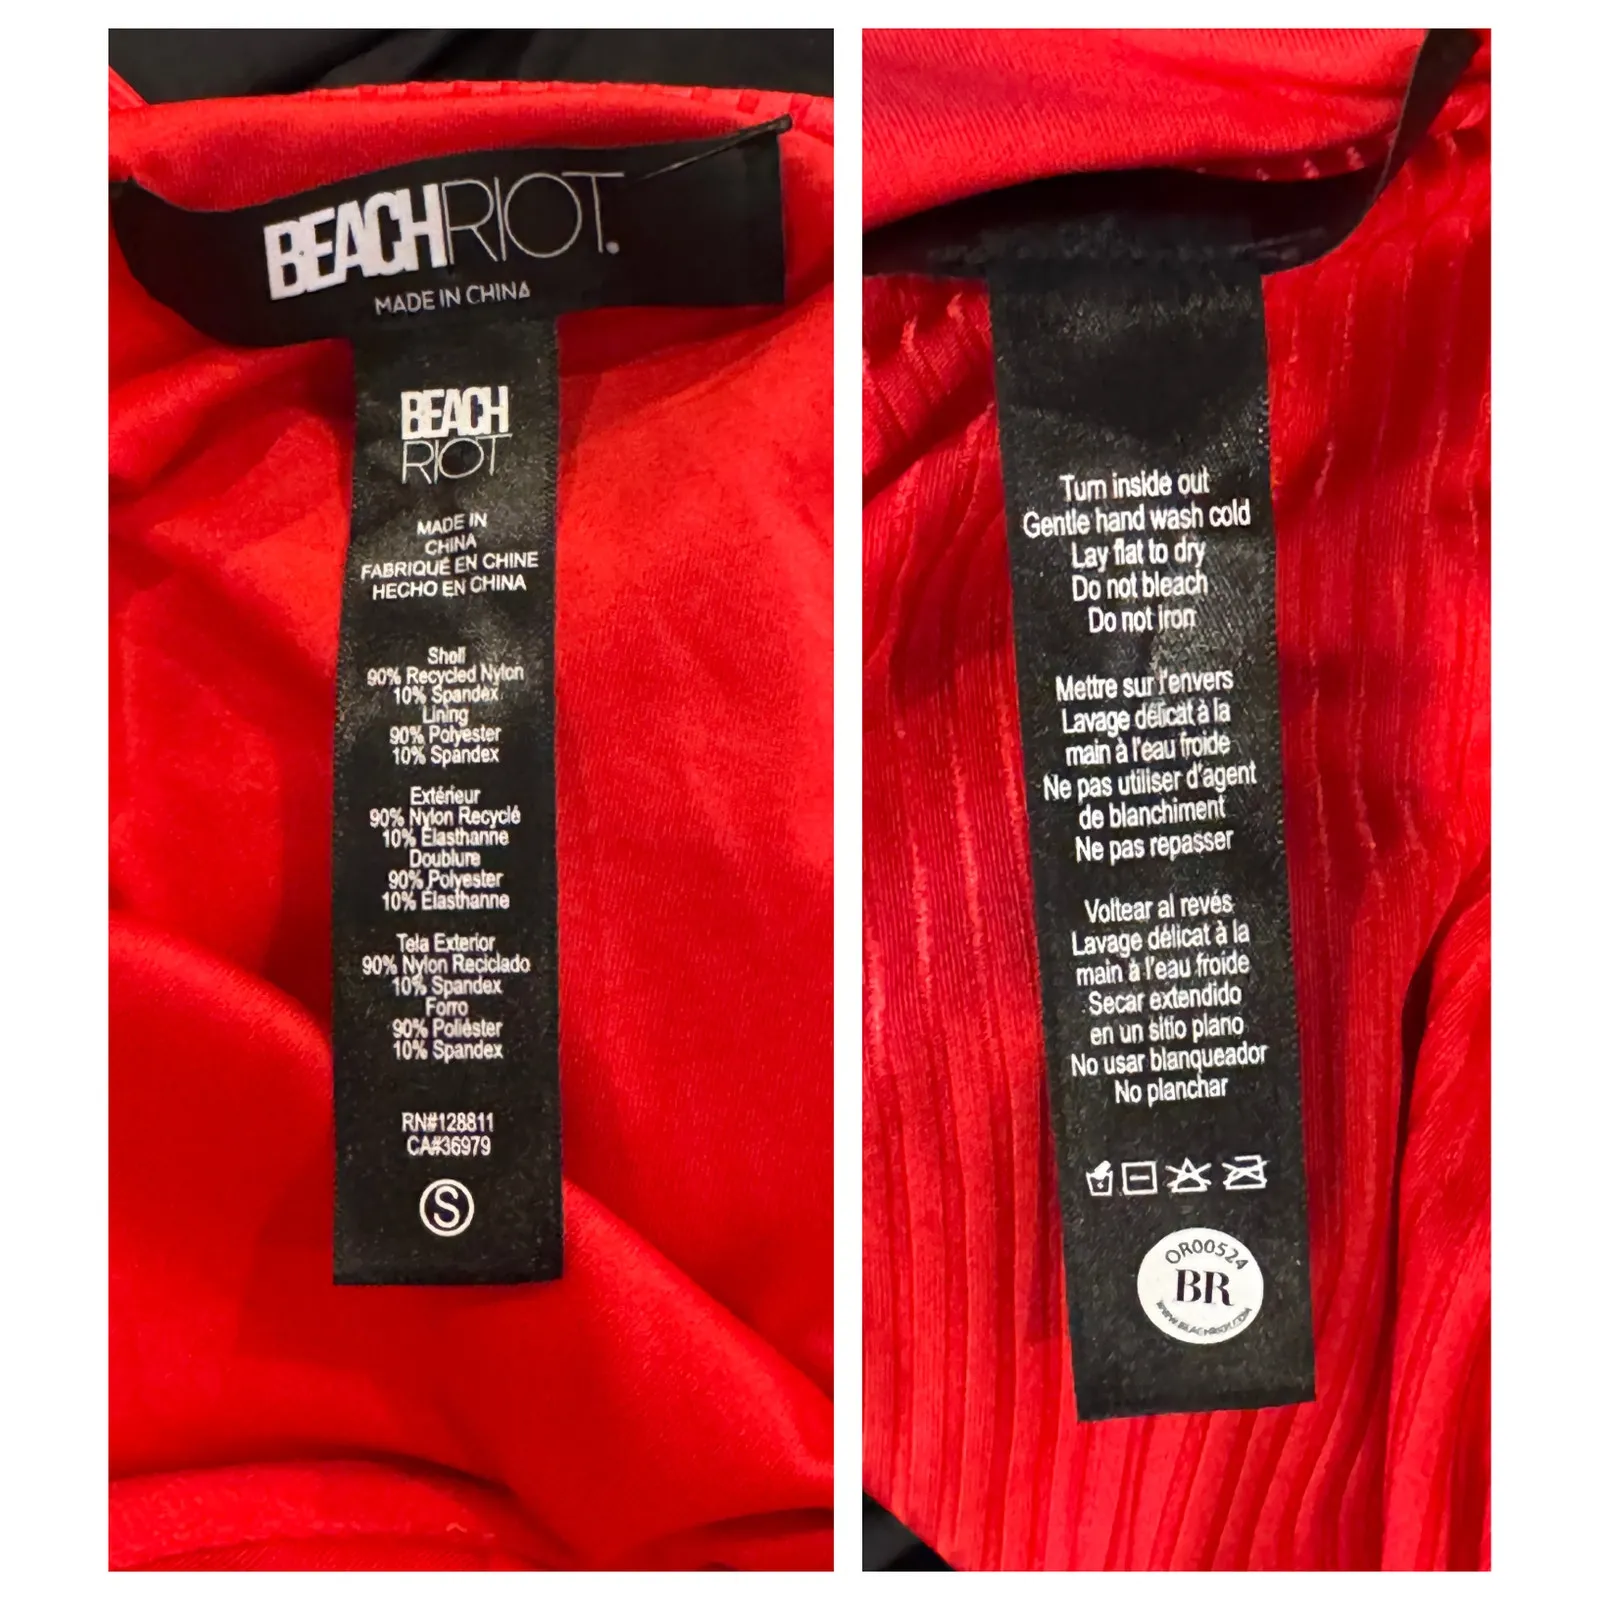 BEACHRIOT.
MADE IN CHINA
BEACH
RIOT
MADE IN
CHINA
FABRIQUÉ EN CHINE
HECHO EN CHINA
Shell
90% Recycled Nylon
10% Spandex
Lining
90% Polyester
10% Spandex
Extérieur
90% Nylon Recyclé
10% Élasthanne
Doublure
90% Polyester
10% Élasthanne
Tela Exterior
90% Nylon Reciclado
10% Spandex
Forro
90% Poliéster
10% Spandex
RN#128811
CA#36979
S
Turn inside out
Gentle hand wash cold
Lay flat to dry
Do not bleach
Do not iron
Mettre sur l'envers
Lavage délicat à la
main à l'eau froide
Ne pas utiliser d'agent
de blanchiment
Ne pas repasser
Voltear al revés
Lavage délicat à la
main à l'eau froide
Secar extendido
en un sitio plano
No usar blanqueador
No planchar
OR00524
BR
WWW.BEACHRIOT.COM